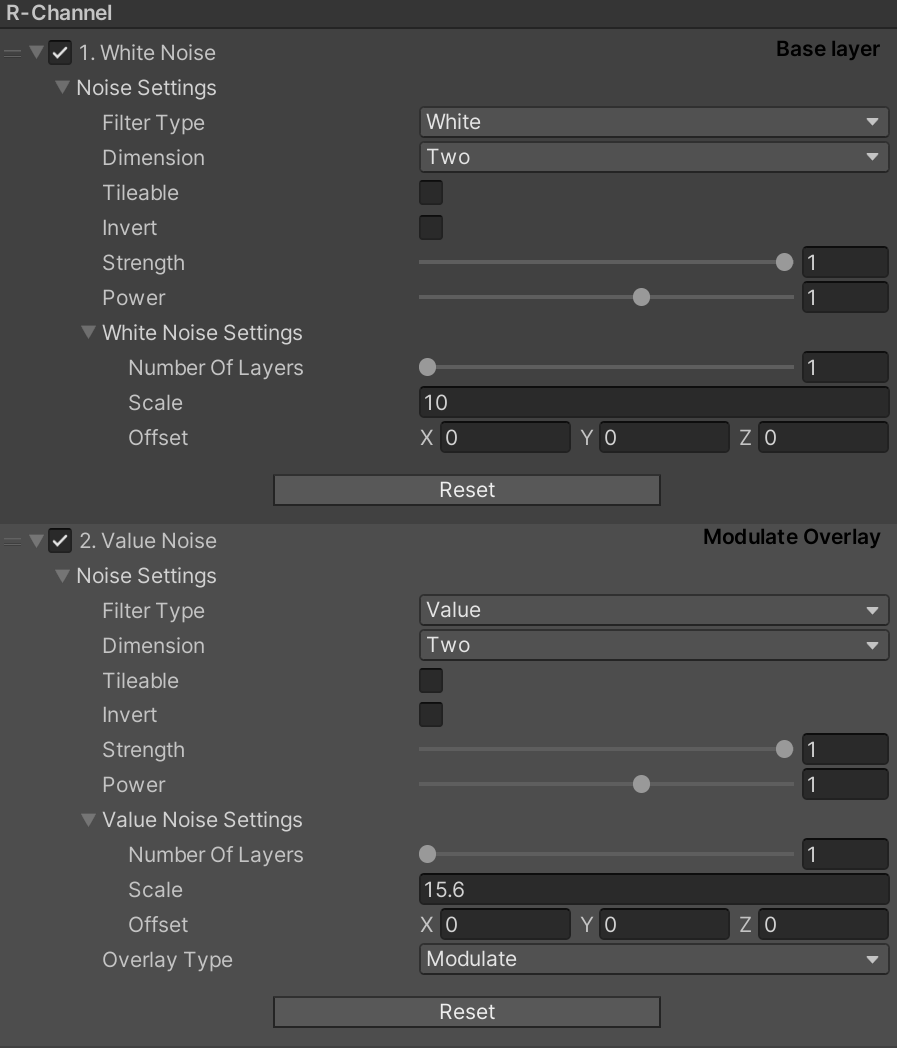 R-Channel
1. White Noise Base layer
Noise Settings
Filter Type White
Dimension Two
Tileable
Invert
Strength 1
Power 1
White Noise Settings
Number Of Layers 1
Scale 10
Offset X 0 Y 0 Z 0
Reset
2. Value Noise Modulate Overlay
Noise Settings
Filter Type Value
Dimension Two
Tileable
Invert
Strength 1
Power 1
Value Noise Settings
Number Of Layers 1
Scale 15.6
Offset X 0 Y 0 Z 0
Overlay Type Modulate
Reset